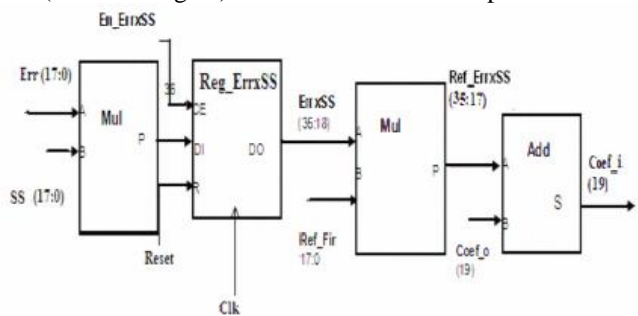 En_ErrxSS
Err (17:0)
SS (17:0)
A
B
Mul
P
Reset
36
Reg_ErrxSS
CE
DI
R
DO
Clk
ErrxSS
(35:18)
Ref_Fir
17:0
A
B
Mul
P
Ref_ErrxSS
(35:17)
Coef_o
(19)
A
B
Add
S
Coef_i
(19)